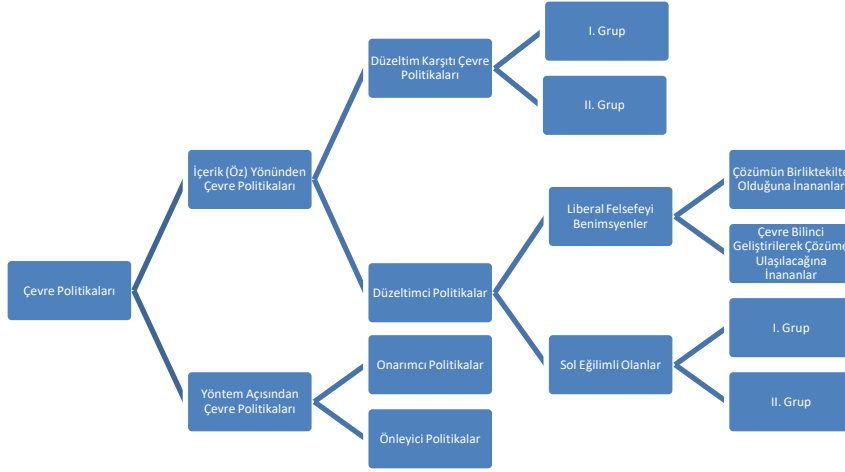 I. Grup
Düzeltim Karşıtı Çevre
Politikaları
II. Grup
İçerik (Öz) Yönünden
Çevre Politikaları
Çözümün Birliktekilte
Olduğuna İnananlar
Liberal Felsefeyi
Benimsyenler
Çevre Bilinci
Geliştirilerek Çözüme
Ulaşılacağına
İnananlar
Çevre Politikaları
Düzeltimci Politikalar
I. Grup
Onarımcı Politikalar
Sol Eğilimli Olanlar
Yöntem Açısından
Çevre Politikaları
II. Grup
Önleyici Politikalar